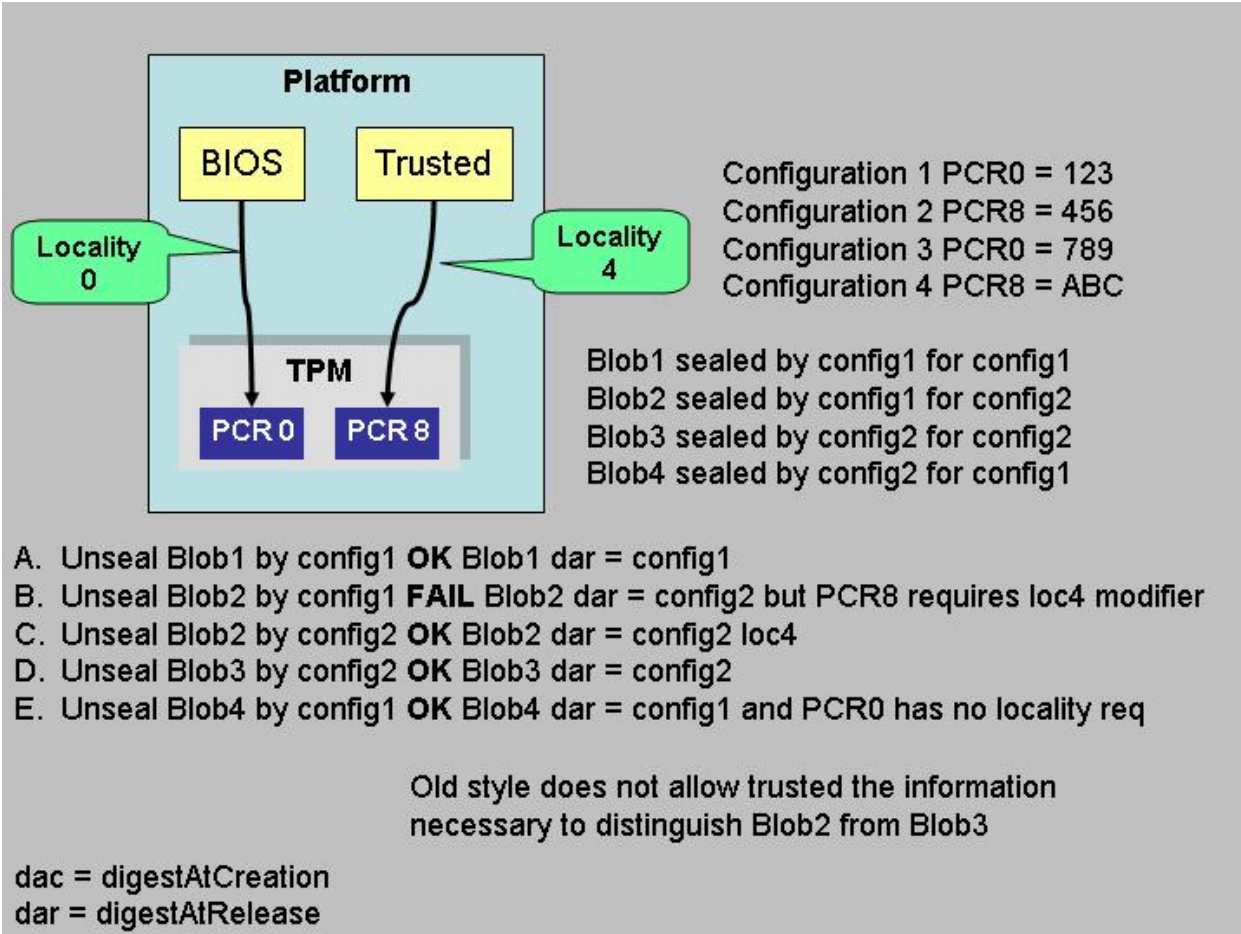 Platform
BIOS
Trusted
Locality
0
Locality
4
TPM
PCR 0
PCR 8
Configuration 1 PCR0 = 123
Configuration 2 PCR8 = 456
Configuration 3 PCR0 = 789
Configuration 4 PCR8 = ABC
Blob1 sealed by config1 for config1
Blob2 sealed by config1 for config2
Blob3 sealed by config2 for config2
Blob4 sealed by config2 for config1
A. Unseal Blob1 by config1 OK Blob1 dar = config1
B. Unseal Blob2 by config1 FAIL Blob2 dar = config2 but PCR8 requires loc4 modifier
C. Unseal Blob2 by config2 OK Blob2 dar = config2 loc4
D. Unseal Blob3 by config2 OK Blob3 dar = config2
E. Unseal Blob4 by config1 OK Blob4 dar = config1 and PCR0 has no locality req
Old style does not allow trusted the information
necessary to distinguish Blob2 from Blob3
dac = digestAtCreation
dar = digestAtRelease